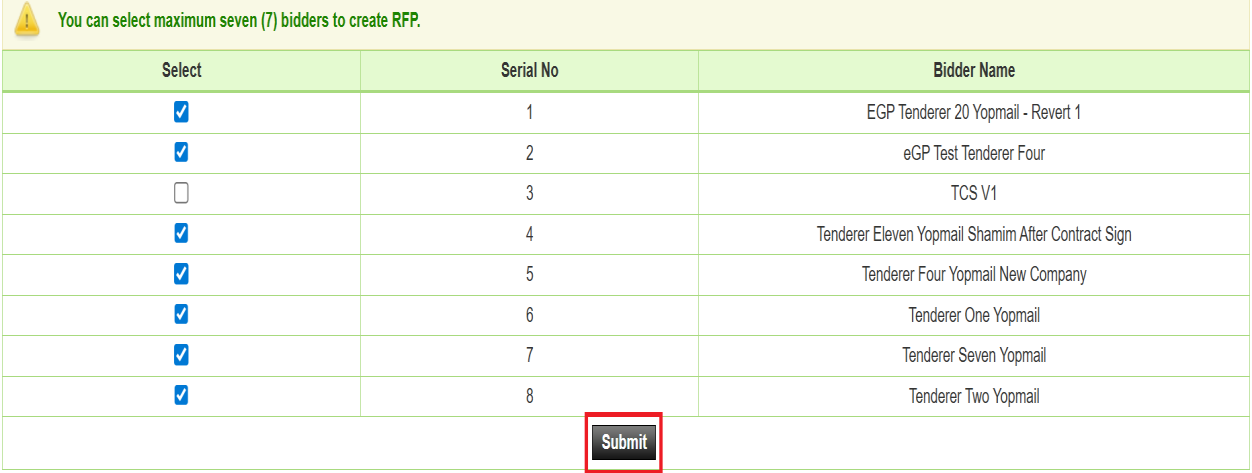 You can select maximum seven (7) bidders to create RFP.
Select Serial No Bidder Name
1 EGP Tenderer 20 Yopmail - Revert 1
2 eGP Test Tenderer Four
3 TCS V1
4 Tenderer Eleven Yopmail Shamim After Contract Sign
5 Tenderer Four Yopmail New Company
6 Tenderer One Yopmail
7 Tenderer Seven Yopmail
8 Tenderer Two Yopmail
Submit